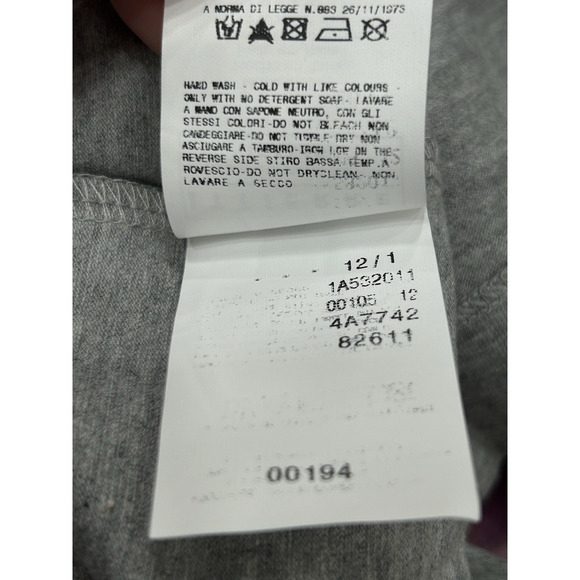 A NORMA DI LEGGE N.883 26/11/1973
HAND WASH - COLD WITH LIKE COLOURS -
ONLY WITH NO DETERGENT SOAP - LAVARE
A MANO CON SAPONE NEUTRO, CON GLI
STESSI COLORI-DO NOT BLEACH NON
CANDEGGIARE-DO NOT TUMBLE DRY NON
ASCIUGARE A TAMBURO-IRON LOW ON THE
REVERSE SIDE STIRO BASSA TEMP.A
ROVESCIO-DO NOT DRYCLEAN- NON
LAVARE A SECCO
12/1
1A532011
00105 12
4A7742
82611
00194